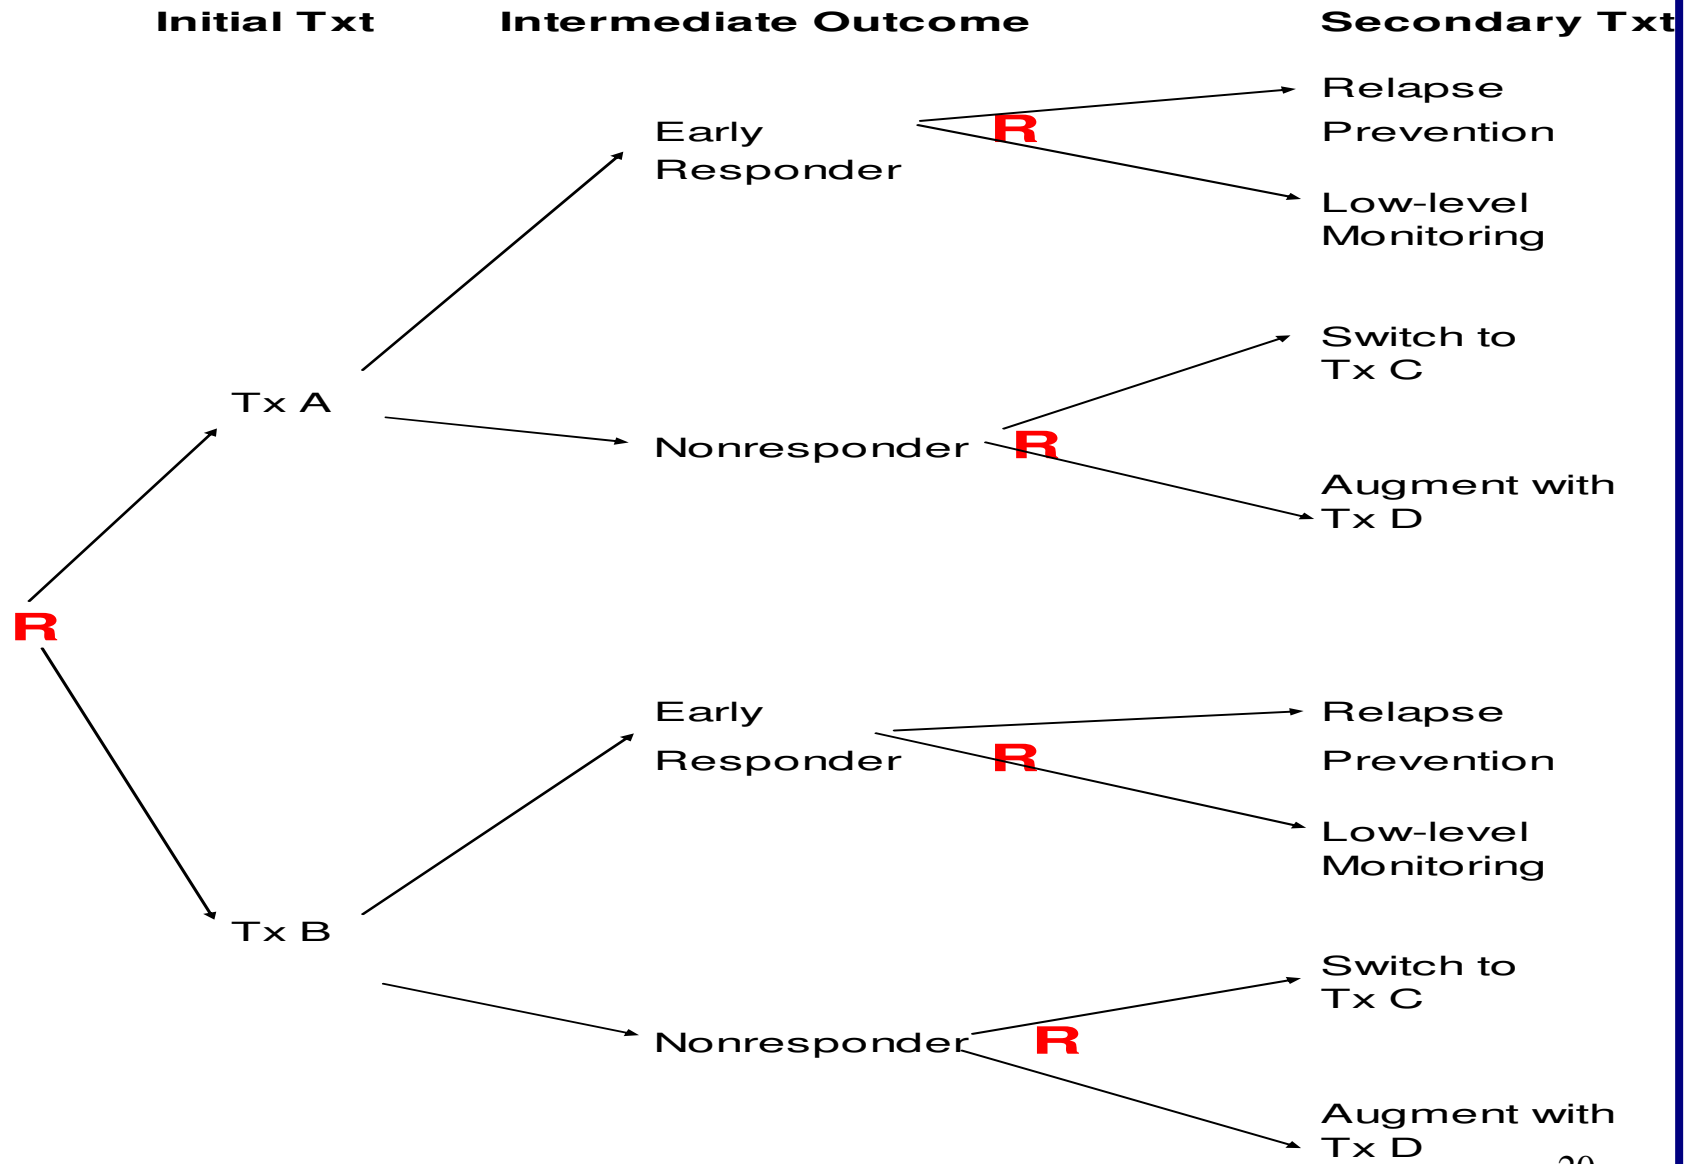 Initial Txt Intermediate Outcome Secondary Txt
Relapse
Early R Prevention
Responder
Low-level
Monitoring
Switch to
Tx C
Tx A
Nonresponder R
Augment with
Tx D
R
Early Relapse
Responder R Prevention
Low-level
Monitoring
Tx B
Switch to
Tx C
Nonresponder R
Augment with
Tx D
20